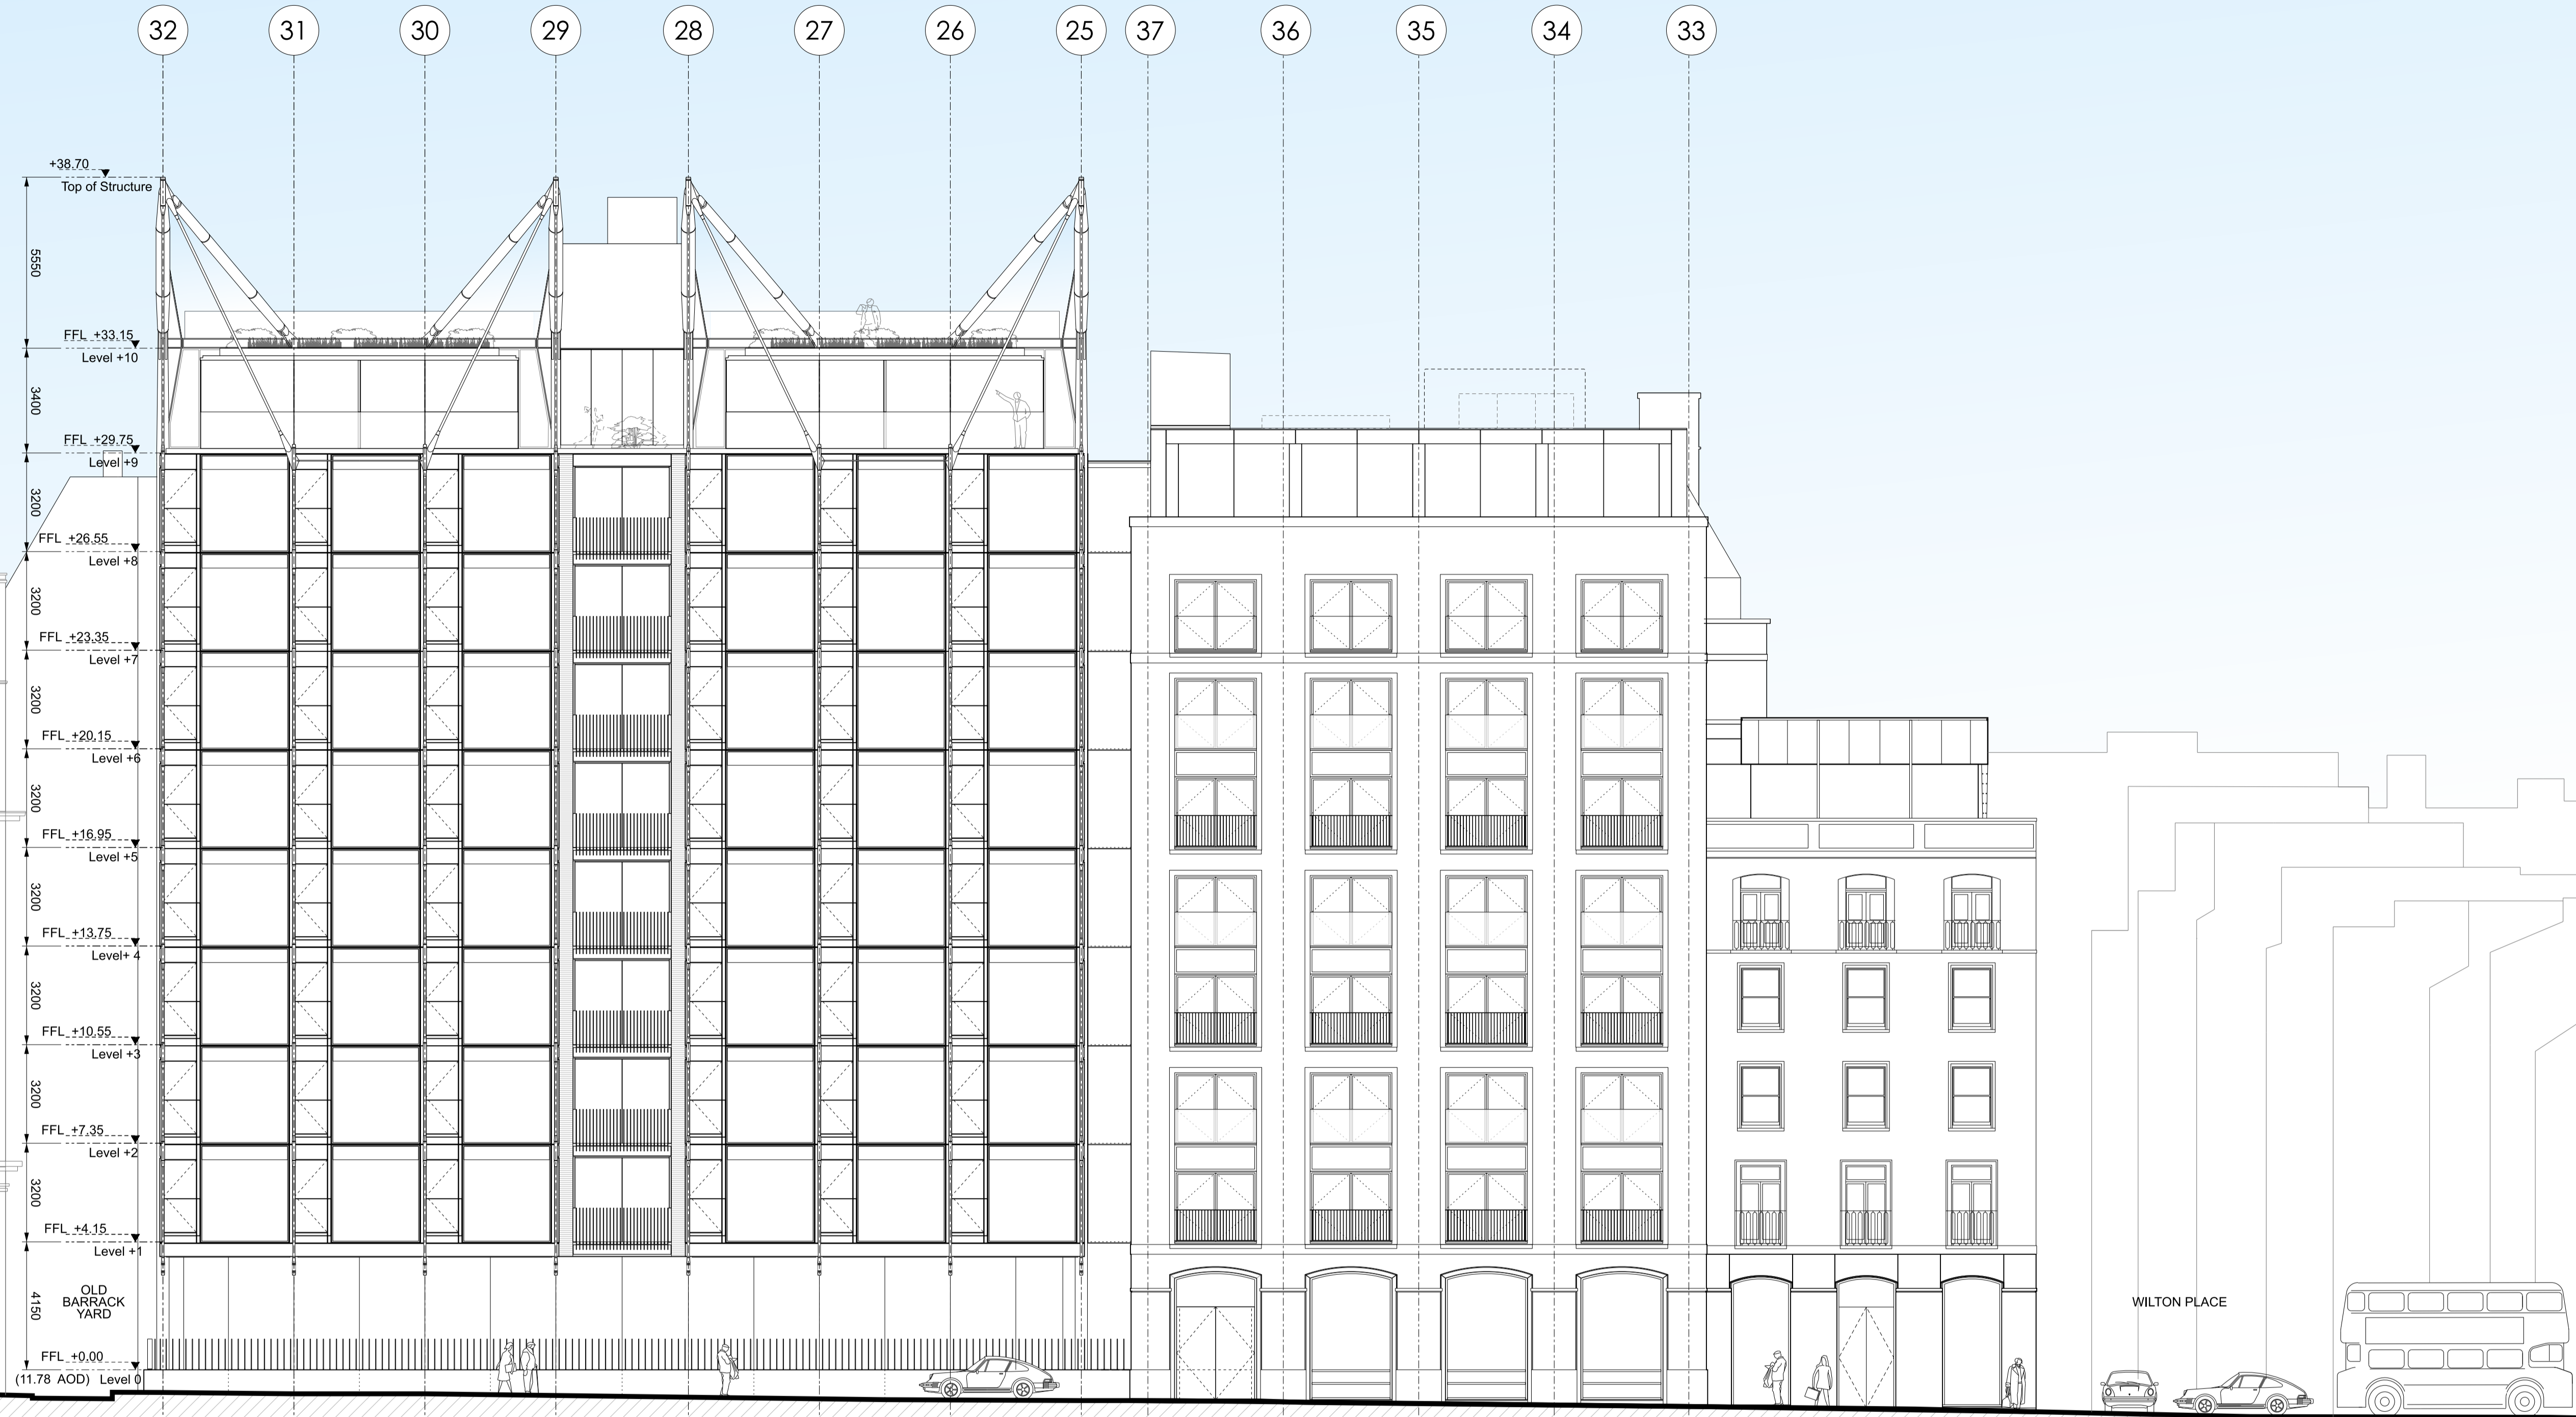 32 31 30 29 28 27 26 25 37 36 35 34 33
+38.70
Top of Structure
5550
FFL +33.15
Level +10
3400
FFL +29.75
Level +9
3200
FFL +26.55
Level +8
3200
FFL +23.35
Level +7
3200
FFL +20.15
Level +6
3200
FFL +16.95
Level +5
3200
FFL +13.75
Level+ 4
3200
FFL +10.55
Level +3
3200
FFL +7.35
Level +2
3200
FFL +4.15
Level +1
4150
OLD
BARRACK
YARD
WILTON PLACE
FFL +0.00
(11.78 AOD) Level 0